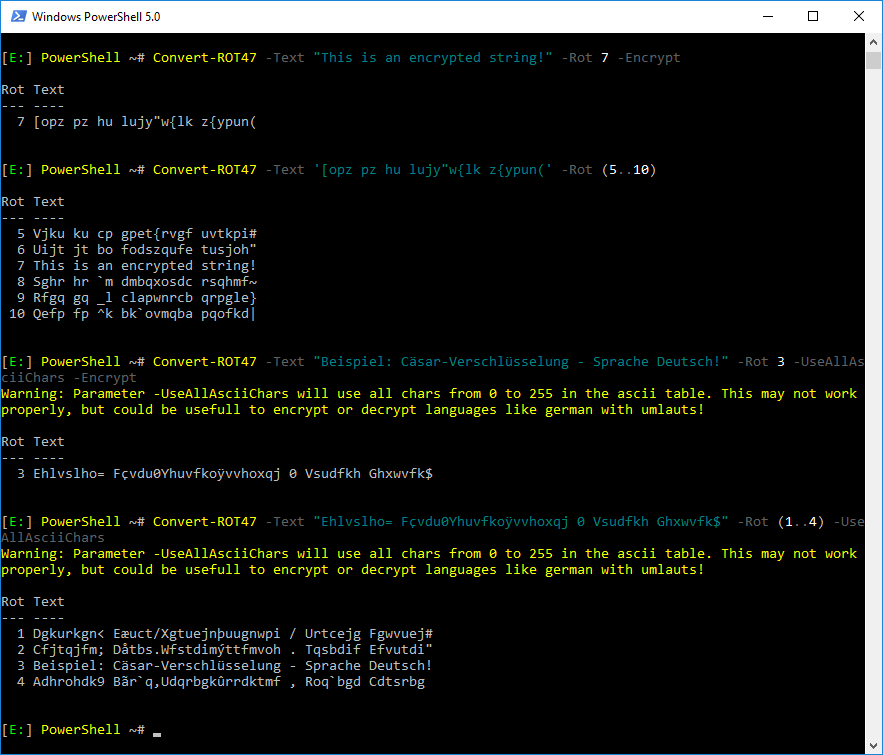 Windows PowerShell 5.0
[E:] PowerShell ~# Convert-ROT47 -Text "This is an encrypted string!" -Rot 7 -Encrypt
Rot Text
--- ----
7 [opz pz hu lujy"w{lk z{ypun(
[E:] PowerShell ~# Convert-ROT47 -Text '[opz pz hu lujy"w{lk z{ypun(' -Rot (5..10)
Rot Text
--- ----
5 Vjku ku cp gpet{rvgf uvtkpi#
6 Uijt jt bo fodszqufe tusjoh"
7 This is an encrypted string!
8 Sghr hr `m dmbqxosdc rsqhmf~
9 Rfgq gq _l clapwnrcb qrpgle}
10 Qefp fp ^k bk`ovmqba pqofkd|
[E:] PowerShell ~# Convert-ROT47 -Text "Beispiel: Cäsar-Verschlüsselung - Sprache Deutsch!" -Rot 3 -UseAllAs
ciiChars -Encrypt
Warning: Parameter -UseAllAsciiChars will use all chars from 0 to 255 in the ascii table. This may not work
properly, but could be usefull to encrypt or decrypt languages like german with umlauts!
Rot Text
--- ----
3 Ehlvslho= Fçvdu0Yhuvfkoÿvvhoxqj 0 Vsudfkh Ghxwvfk$
[E:] PowerShell ~# Convert-ROT47 -Text "Ehlvslho= Fçvdu0Yhuvfkoÿvvhoxqj 0 Vsudfkh Ghxwvfk$" -Rot (1..4) -Use
AllAsciiChars
Warning: Parameter -UseAllAsciiChars will use all chars from 0 to 255 in the ascii table. This may not work
properly, but could be usefull to encrypt or decrypt languages like german with umlauts!
Rot Text
--- ----
1 Dgkurkgn< Eæuct/Xgtuejnþuugnwpi / Urtcejg Fgwvuej#
2 Cfjtqjfm; Dåtbs.Wfstdimýttfmvoh . Tqsbdif Efvutdi"
3 Beispiel: Cäsar-Verschlüsselung - Sprache Deutsch!
4 Adhrohdk9 Bãr`q,Udqrbgkûrrdktmf , Roq`bgd Cdtsrbg
[E:] PowerShell ~# _